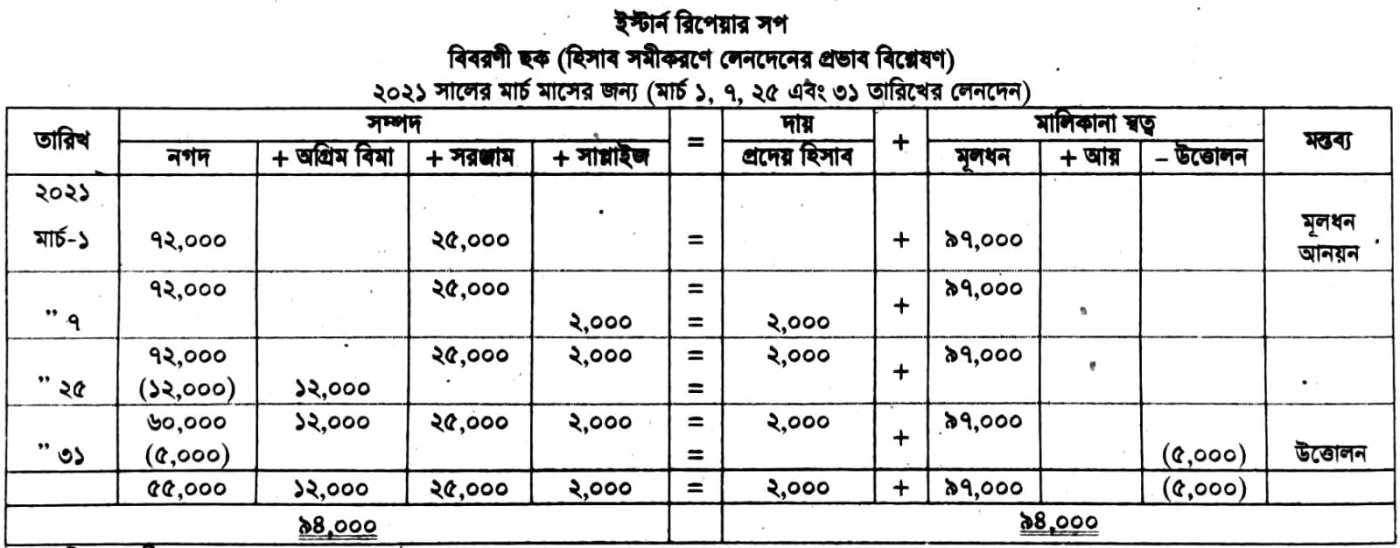 ইস্টার্ন রিপেয়ার সপ
বিবরণী ছক (হিসাব সমীকরণে লেনদেনের প্রভাব বিশ্লেষণ)
২০২১ সালের মার্চ মাসের জন্য (মার্চ ১, ৭, ২৫ এবং ৩১ তারিখের লেনদেন)
তারিখ সম্পদ = দায় + মালিকানা স্বত্ব মন্তব্য
নগদ + অগ্রিম বিমা + সরঞ্জাম + সাপ্লাইজ প্রদেয় হিসাব মূলধন + আয় – উত্তোলন
২০২১
মার্চ-১ ৭২,০০০ ২৫,০০০ = + ৯৭,০০০ মূলধন
আনয়ন
৭২,০০০ ২৫,০০০ = + ৯৭,০০০
” ৭ ২,০০০ = ২,০০০
৭২,০০০ ২৫,০০০ ২,০০০ = ২,০০০ + ৯৭,০০০
” ২৫ (১২,০০০) ১২,০০০ =
৬০,০০০ ১২,০০০ ২৫,০০০ ২,০০০ = ২,০০০ + ৯৭,০০০
” ৩১ (৫,০০০) = (৫,০০০) উত্তোলন
৫৫,০০০ ১২,০০০ ২৫,০০০ ২,০০০ = ২,০০০ + ৯৭,০০০ (৫,০০০)
৯৪,০০০ ৯৪,০০০